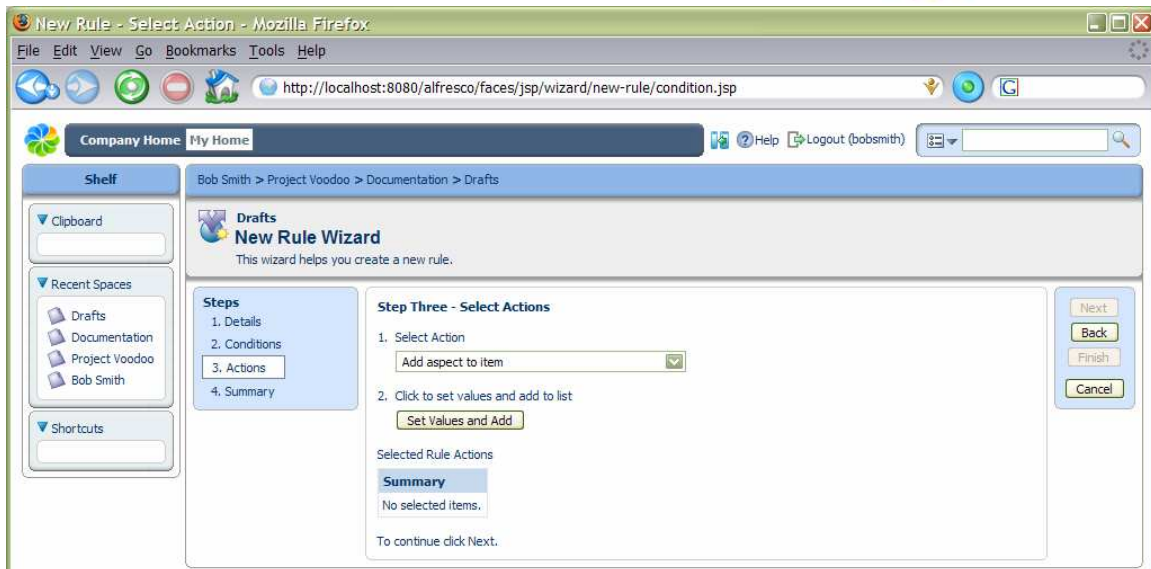 New Rule - Select Action - Mozilla Firefox
File Edit View Go Bookmarks Tools Help
http://localhost:8080/alfresco/faces/jsp/wizard/new-rule/condition.jsp
G
Company Home My Home
Help Logout (bobsmith)
Shelf
Bob Smith > Project Voodoo > Documentation > Drafts
Clipboard
Drafts
New Rule Wizard
This wizard helps you create a new rule.
Recent Spaces
Drafts
Documentation
Project Voodoo
Bob Smith
Shortcuts
Steps
1. Details
2. Conditions
3. Actions
4. Summary
Step Three - Select Actions
1. Select Action
Add aspect to item
2. Click to set values and add to list
Set Values and Add
Selected Rule Actions
Summary
No selected items.
To continue click Next.
Next
Back
Finish
Cancel